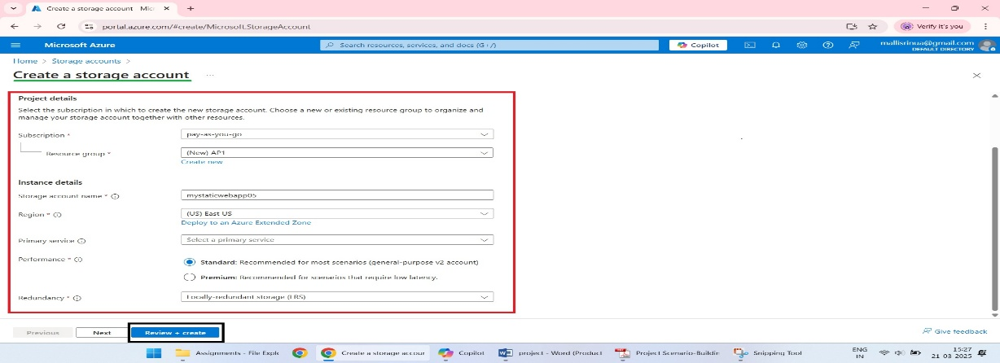 Create a storage account - Micr
portal.azure.com/#create/Microsoft.StorageAccount
Verify it's you
Microsoft Azure
Search resources, services, and docs (G+/)
Copilot
mallisrinua@gmail.com
DEFAULT DIRECTORY
Home > Storage accounts >
Create a storage account ...
Project details
Select the subscription in which to create the new storage account. Choose a new or existing resource group to organize and
manage your storage account together with other resources.
Subscription *
pay-as-you-go
Resource group *
(New) AP1
Create new
Instance details
Storage account name *
mystaticwebapp05
Region *
(US) East US
Deploy to an Azure Extended Zone
Primary service
Select a primary service
Performance *
Standard: Recommended for most scenarios (general-purpose v2 account)
Premium: Recommended for scenarios that require low latency.
Redundancy *
Locally-redundant storage (LRS)
Previous
Next
Review + create
Give feedback
Assignments - File Explo
Create a storage accour
Copilot
project - Word (Product
Project Scenario-Buildin
Snipping Tool
ENG
IN
15:27
21-03-2025